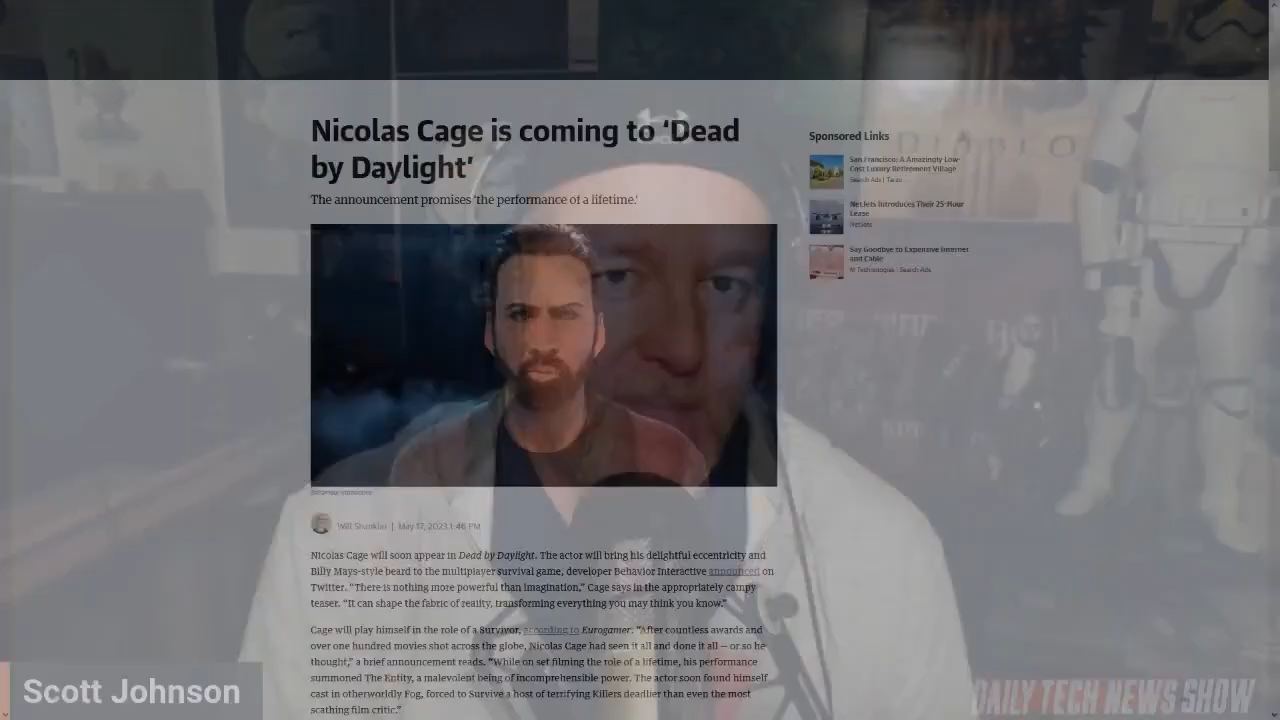 Nicolas Cage is coming to ‘Dead
by Daylight’
The announcement promises 'the performance of a lifetime.'
Sponsored Links
San Francisco: A Amazingly Low-
Cost Luxury Retirement Village
Search Ads |
NetJets Introduces Their 25-Hour
Lease
NetJets
Say Goodbye to Expensive Internet
and Cable
Search Ads
DIABLO
| May 17, 2023 1:46 PM
Nicolas Cage will soon appear in Dead by Daylight. The actor will bring his delightful eccentricity and
Billy Mays-style beard to the multiplayer survival game, developer Behavior Interactive announced on
Twitter. “There is nothing more powerful than imagination,” Cage says in the appropriately campy
teaser. “It can shape the fabric of reality, transforming everything you may think you know.”
Cage will play himself in the role of a Survivor, according to Eurogamer. “After countless awards and
over one hundred movies shot across the globe, Nicolas Cage had seen it all and done it all — or so he
thought,” a brief announcement reads. “While on set filming the role of a lifetime, his performance
summoned The Entity, a malevolent being of incomprehensible power. The actor soon found himself
cast in otherworldly Fog, forced to Survive a host of terrifying Killers deadlier than even the most
scathing film critic.”
Scott Johnson
DAILY TECH NEWS SHOW